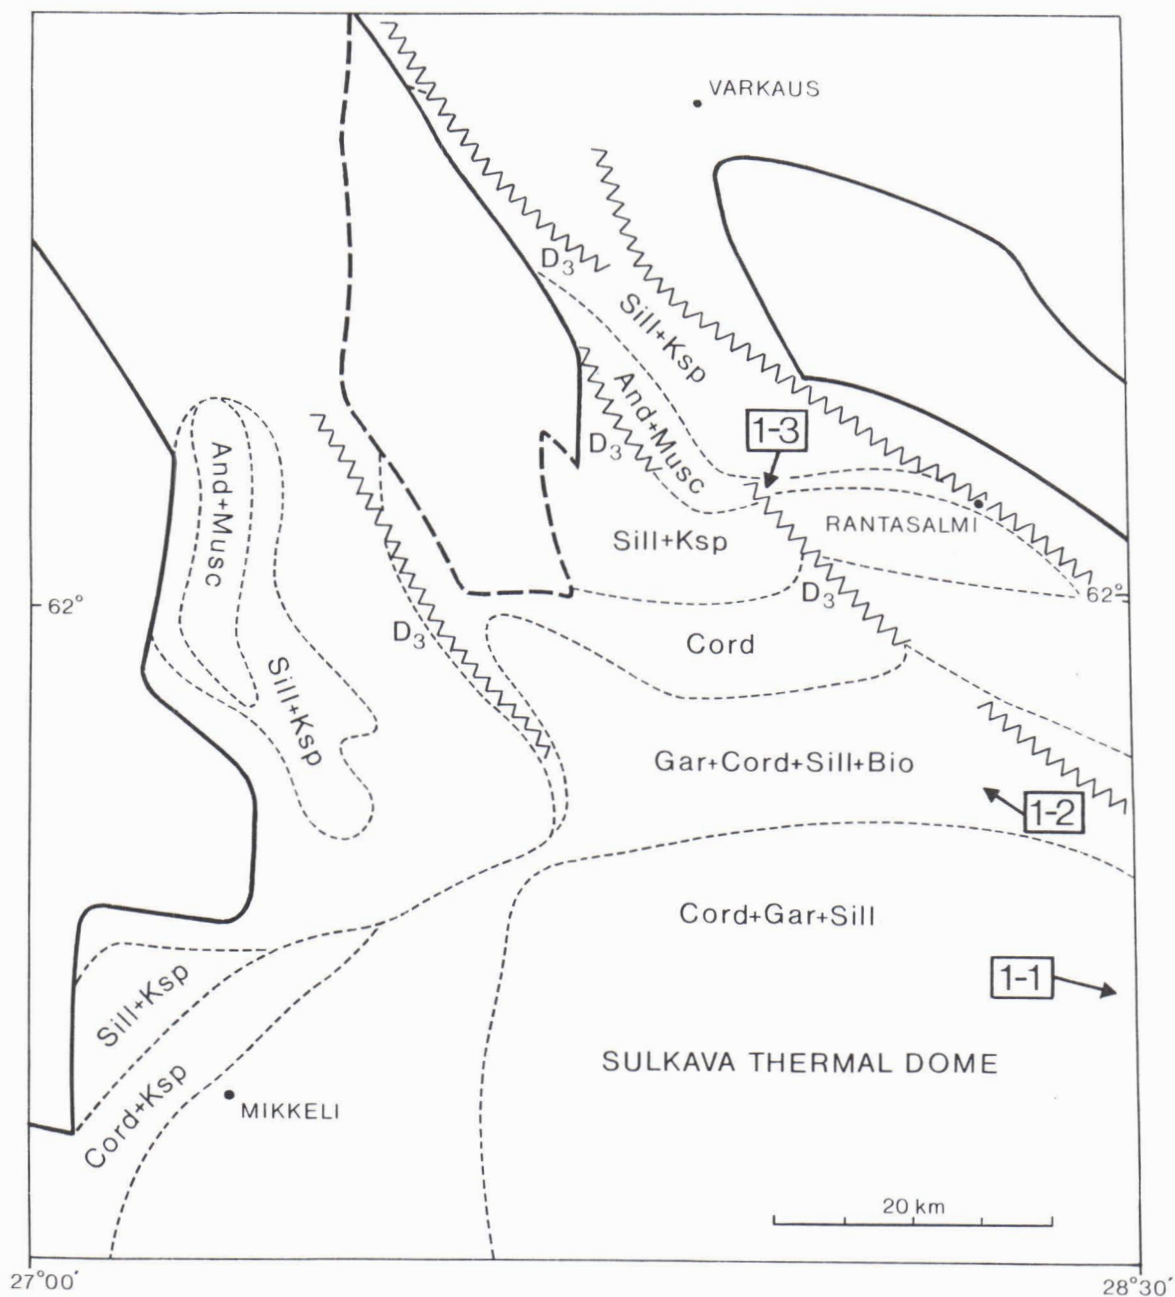 VARKAUS
D3
Sill+Ksp
And+Musc
1-3
D3
And+Musc
RANTASALMI
Sill+Ksp
62°
62°
D3
D3
Cord
Sill+Ksp
Gar+Cord+Sill+Bio
1-2
Cord+Gar+Sill
1-1
Sill+Ksp
SULKAVA THERMAL DOME
Cord+Ksp
MIKKELI
20 km
27°00'
28°30'